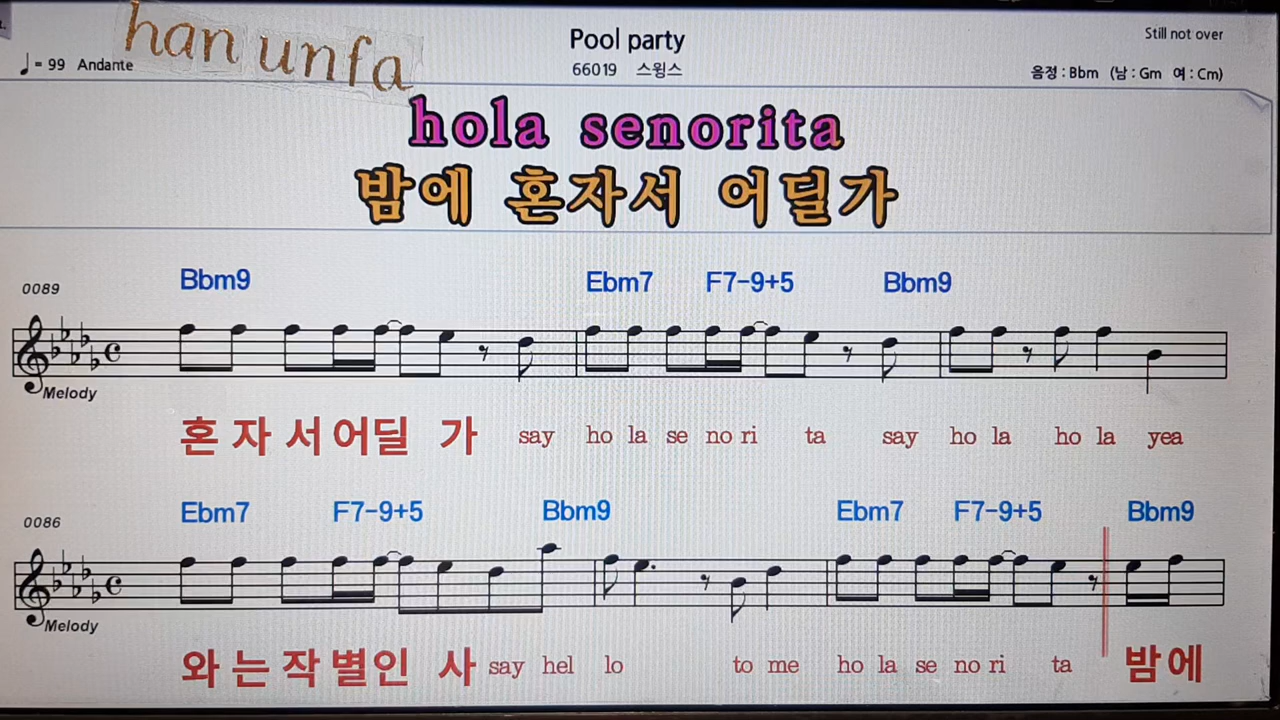 han unfa
Pool party
Still not over
♩= 99 Andante
66019 스윙스
음정 : Bbm (남 : Gm 여 : Cm)
hola senorita
밤에 혼자서 어딜가
0089
Bbm9 Ebm7 F7-9+5 Bbm9
Melody
혼 자 서 어딜 가 say ho la se no ri ta say ho la ho la yea
0086
Ebm7 F7-9+5 Bbm9 Ebm7 F7-9+5 Bbm9
Melody
와 는 작 별인 사 say hel lo to me ho la se no ri ta 밤에